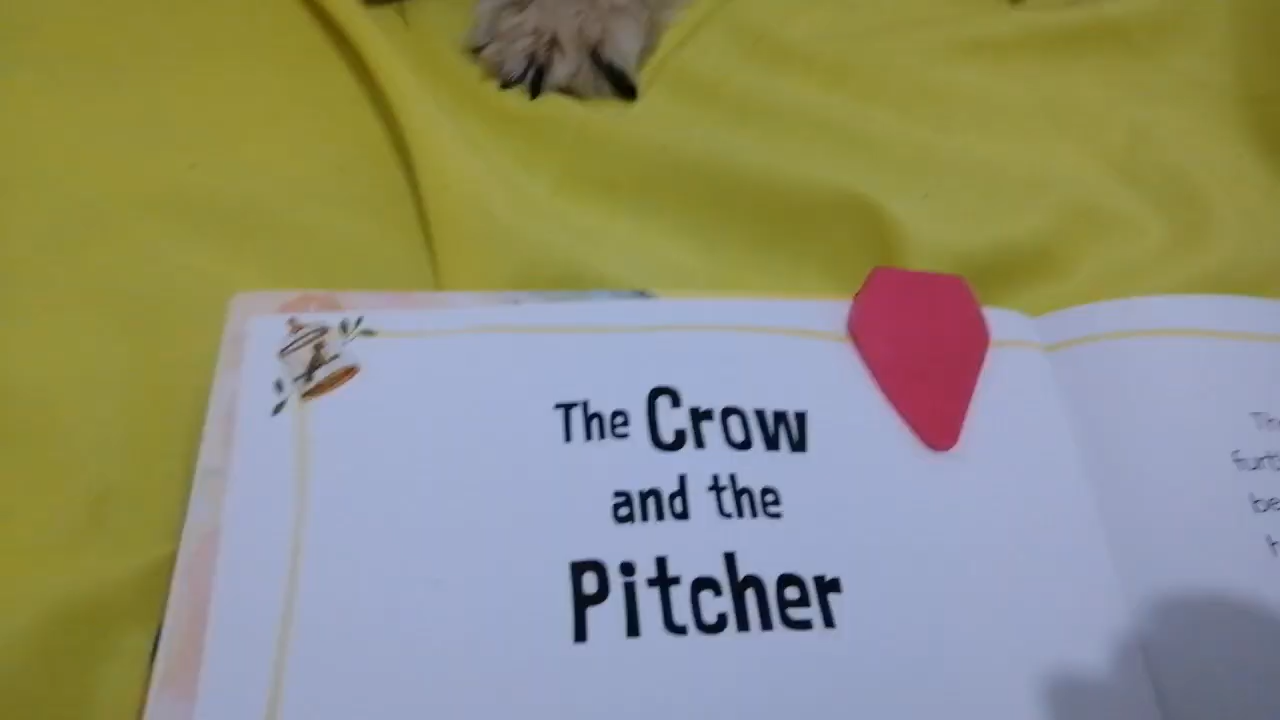 The Crow
and the
Pitcher